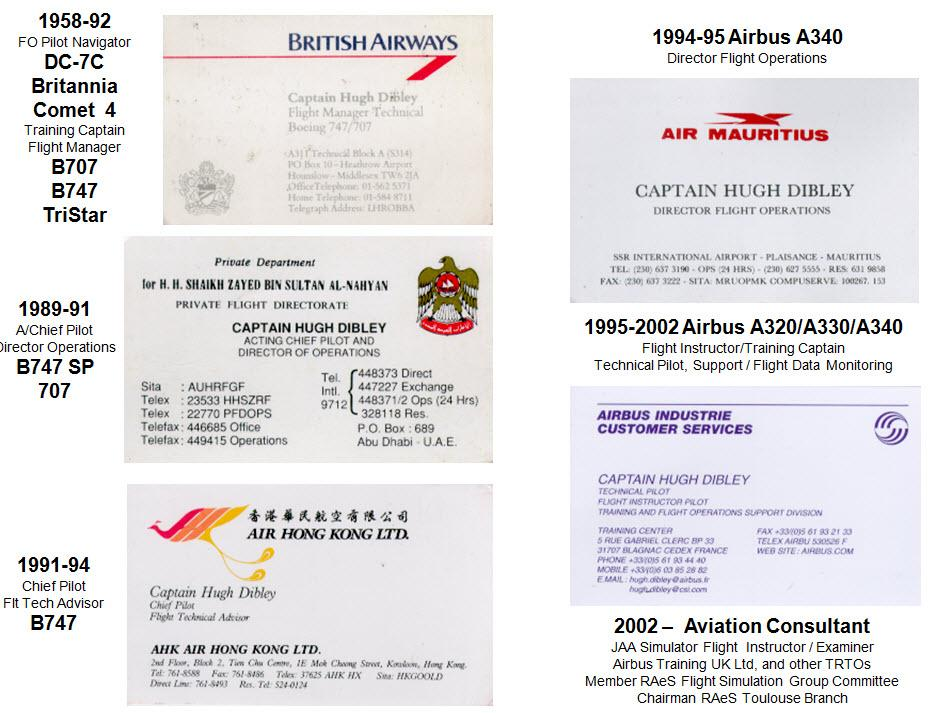 1958-92
FO Pilot Navigator
DC-7C
Britannia
Comet 4
Training Captain
Flight Manager
B707
B747
TriStar
BRITISH AIRWAYS
Captain Hugh Dibley
Flight Manager Technical
Boeing 747/707
A311 Technical Block A (S314)
PO Box 10 – Heathrow Airport
Hounslow – Middlesex TW6 2JA
Office Telephone: 01-562 5371
Home Telephone: 01-584 8711
Telegraph Address: LHROBBA
1989-91
A/Chief Pilot
Director Operations
B747 SP
707
Private Department
for H. H. SHAIKH ZAYED BIN SULTAN AL-NAHYAN
PRIVATE FLIGHT DIRECTORATE
CAPTAIN HUGH DIBLEY
ACTING CHIEF PILOT AND
DIRECTOR OF OPERATIONS
Sita : AUHRFGF
Telex : 23533 HHSZRF
Telex : 22770 PFDOPS
Telefax : 446685 Office
Telefax : 449415 Operations
Tel. Intl. 9712
448373 Direct
447227 Exchange
448371/2 Ops (24 Hrs)
328118 Res.
P.O. Box : 689
Abu Dhabi - U.A.E.
1991-94
Chief Pilot
Flt Tech Advisor
B747
香港華民航空有限公司
AIR HONG KONG LTD.
Captain Hugh Dibley
Chief Pilot
Flight Technical Advisor
AHK AIR HONG KONG LTD.
2nd Floor, Block 2, Tien Chu Centre, 1E Mok Cheong Street, Kowloon, Hong Kong.
Tel: 761-8588 Fax: 761-8486 Telex: 37625 AHK HX Sita: HKGOOLD
Direct Line: 761-8493 Res. Tel: 524-0124
1994-95 Airbus A340
Director Flight Operations
AIR MAURITIUS
CAPTAIN HUGH DIBLEY
DIRECTOR FLIGHT OPERATIONS
SSR INTERNATIONAL AIRPORT - PLAISANCE - MAURITIUS
TEL: (230) 637 3190 - OPS (24 HRS) - (230) 627 5555 - RES: 631 9858
FAX: (230) 637 3222 - SITA: MRUOPMK COMPUSERVE: 100267. 153
1995-2002 Airbus A320/A330/A340
Flight Instructor/Training Captain
Technical Pilot, Support / Flight Data Monitoring
AIRBUS INDUSTRIE
CUSTOMER SERVICES
CAPTAIN HUGH DIBLEY
TECHNICAL PILOT
FLIGHT INSTRUCTOR PILOT
TRAINING AND FLIGHT OPERATIONS SUPPORT DIVISION
TRAINING CENTER
5 RUE GABRIEL CLERC BP 33
31707 BLAGNAC CEDEX FRANCE
PHONE +33(0)5 61 93 44 40
MOBILE +33(0)6 03 85 28 82
E.MAIL : hugh.dibley@airbus.fr
hugh.dibley@csi.com
FAX +33/(0)5 61 93 21 33
TELEX AIRBU 530526 F
WEB SITE : AIRBUS.COM
2002 – Aviation Consultant
JAA Simulator Flight Instructor / Examiner
Airbus Training UK Ltd, and other TRTOs
Member RAeS Flight Simulation Group Committee
Chairman RAeS Toulouse Branch